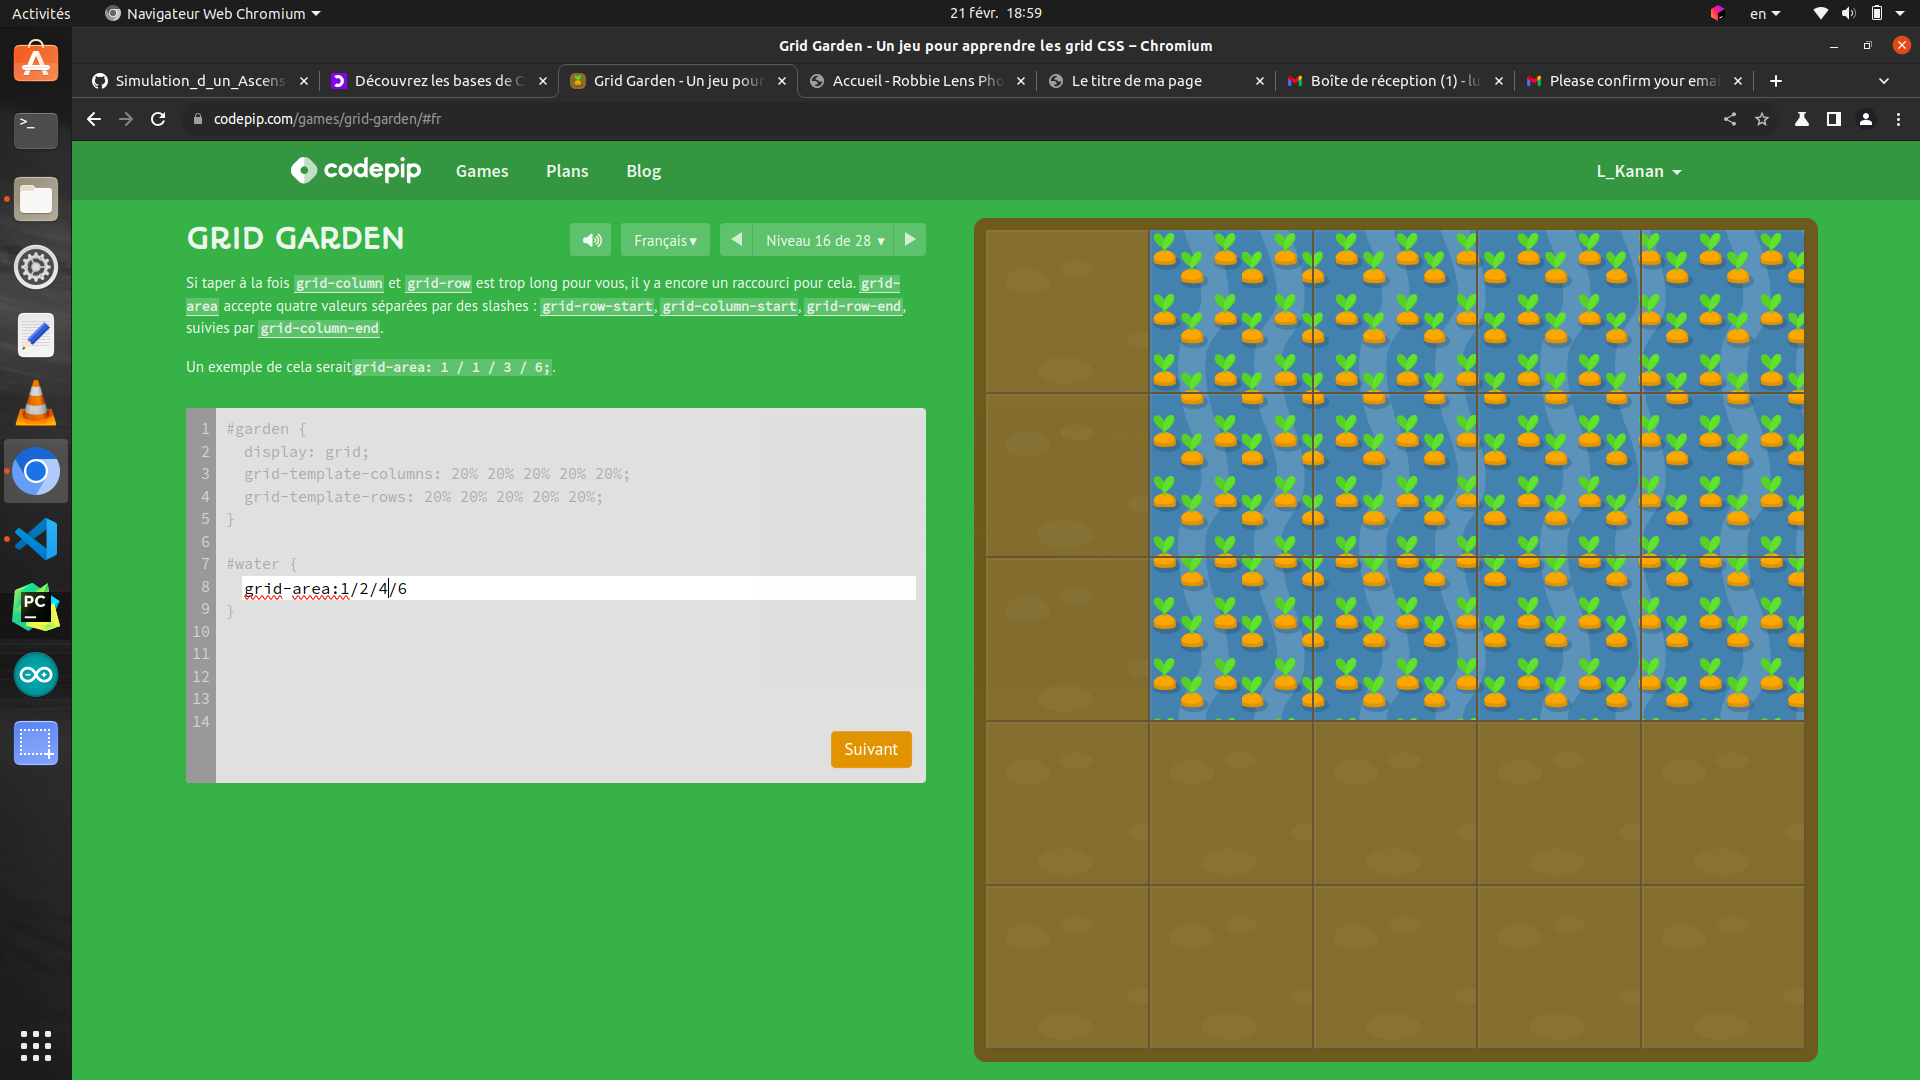 Activités
Navigateur Web Chromium
21 févr. 18:59
en
Grid Garden - Un jeu pour apprendre les grid CSS – Chromium
Simulation_d_un_Ascens
Découvrez les bases de C
Grid Garden - Un jeu pour
Accueil - Robbie Lens Pho
Le titre de ma page
Boîte de réception (1) - lu
Please confirm your emai
codepip.com/games/grid-garden/#fr
codepip
Games
Plans
Blog
L_Kanan
GRID GARDEN
Français
Niveau 16 de 28
Si taper à la fois grid-column et grid-row est trop long pour vous, il y a encore un raccourci pour cela. grid-
area accepte quatre valeurs séparées par des slashes : grid-row-start, grid-column-start, grid-row-end,
suivies par grid-column-end.
Un exemple de cela serait grid-area: 1 / 1 / 3 / 6;.
1 #garden {
2 display: grid;
3 grid-template-columns: 20% 20% 20% 20% 20%;
4 grid-template-rows: 20% 20% 20% 20% 20%;
5 }
6
7 #water {
8 grid-area:1/2/4/6
9 }
10
11
12
13
14
Suivant
PC